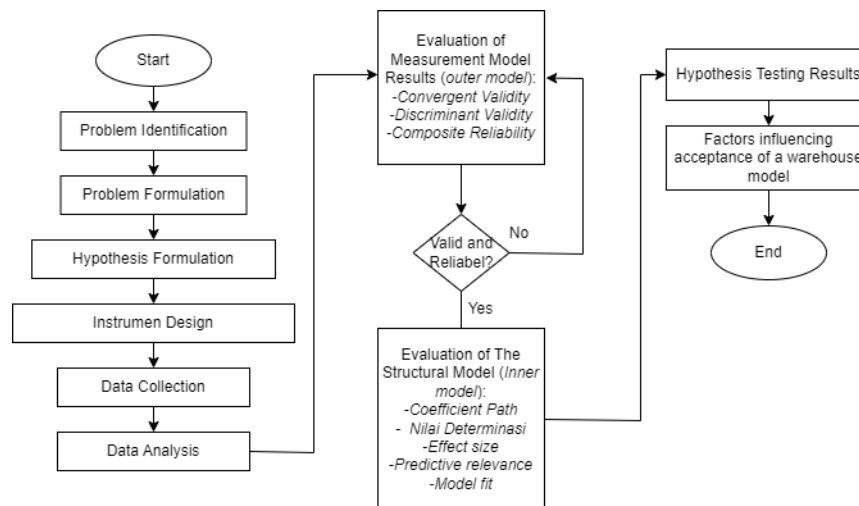 Start
Problem Identification
Problem Formulation
Hypothesis Formulation
Instrumen Design
Data Collection
Data Analysis
Evaluation of
Measurement Model
Results (outer model):
-Convergent Validity
-Discriminant Validity
-Composite Reliability
Valid and
Reliabel?
No
Yes
Evaluation of The
Structural Model (Inner
model):
-Coefficient Path
- Nilai Determinasi
-Effect size
-Predictive relevance
-Model fit
Hypothesis Testing Results
Factors influencing
acceptance of a warehouse
model
End